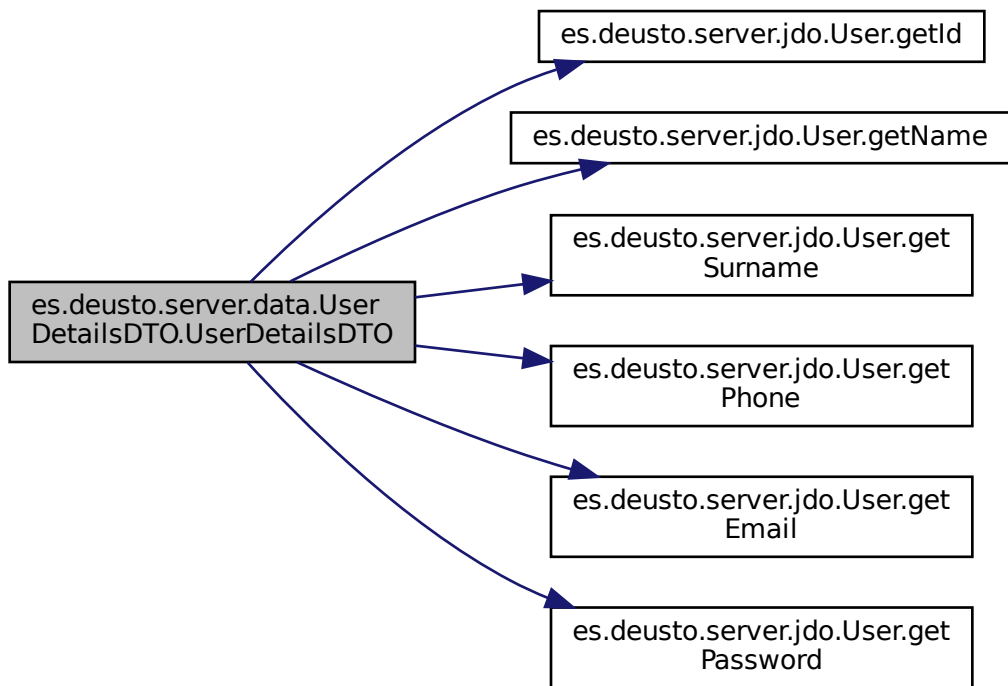 es.deusto.server.jdo.User.getId
es.deusto.server.jdo.User.getName
es.deusto.server.jdo.User.get
Surname
es.deusto.server.data.User
DetailsDTO.UserDetailsDTO
es.deusto.server.jdo.User.get
Phone
es.deusto.server.jdo.User.get
Email
es.deusto.server.jdo.User.get
Password